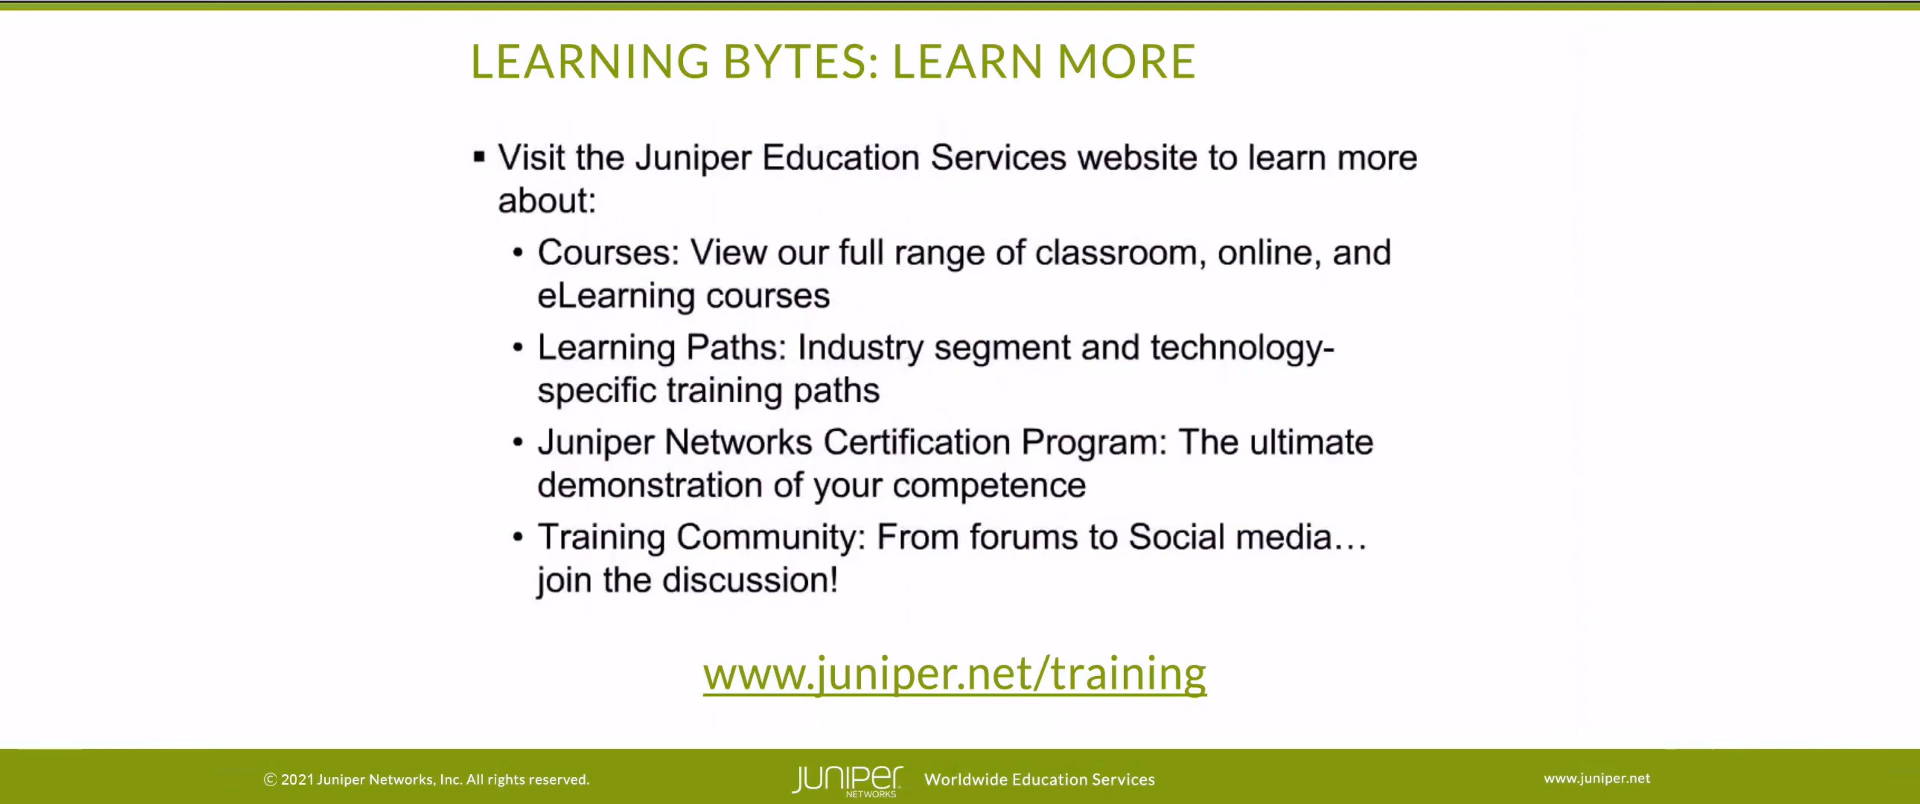 LEARNING BYTES: LEARN MORE
▪ Visit the Juniper Education Services website to learn more
about:
• Courses: View our full range of classroom, online, and
eLearning courses
• Learning Paths: Industry segment and technology-
specific training paths
• Juniper Networks Certification Program: The ultimate
demonstration of your competence
• Training Community: From forums to Social media…
join the discussion!
www.juniper.net/training
© 2021 Juniper Networks, Inc. All rights reserved.
JUNIPER
NETWORKS
Worldwide Education Services
www.juniper.net